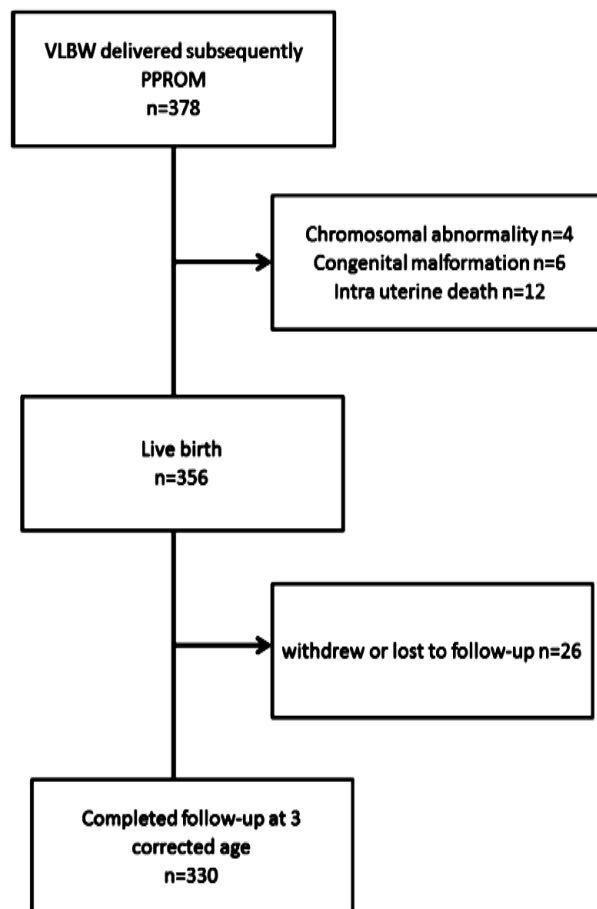 VLBW delivered subsequently
PPROM
n=378
Chromosomal abnormality n=4
Congenital malformation n=6
Intra uterine death n=12
Live birth
n=356
withdrew or lost to follow-up n=26
Completed follow-up at 3
corrected age
n=330